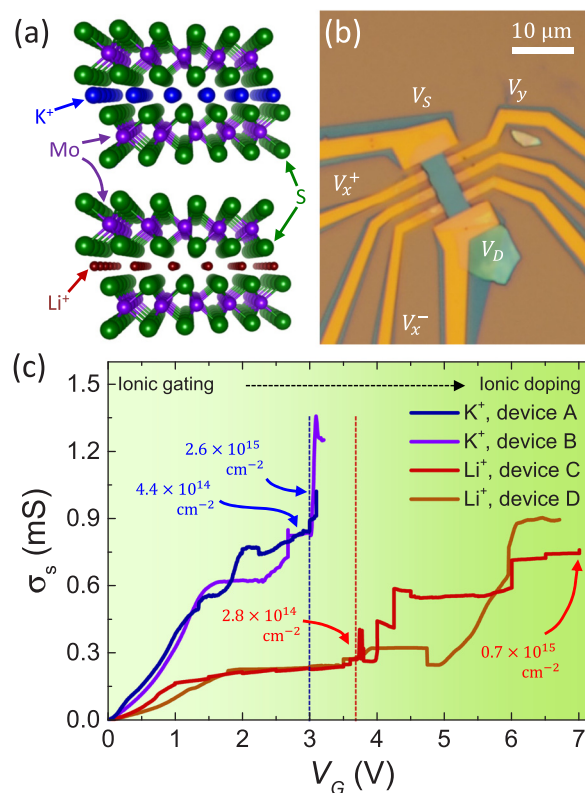 (a)
K⁺
Mo
S
Li⁺
(b)
10 μm
V_S
V_y
V_x⁺
V_D
V_x⁻
(c)
Ionic gating
Ionic doping
K⁺, device A
K⁺, device B
Li⁺, device C
Li⁺, device D
2.6 × 10¹⁵
cm⁻²
4.4 × 10¹⁴
cm⁻²
2.8 × 10¹⁴
cm⁻²
0.7 × 10¹⁵
cm⁻²
σ_s (mS)
1.5
1.2
0.9
0.6
0.3
0.0
0 1 2 3 4 5 6 7
V_G (V)